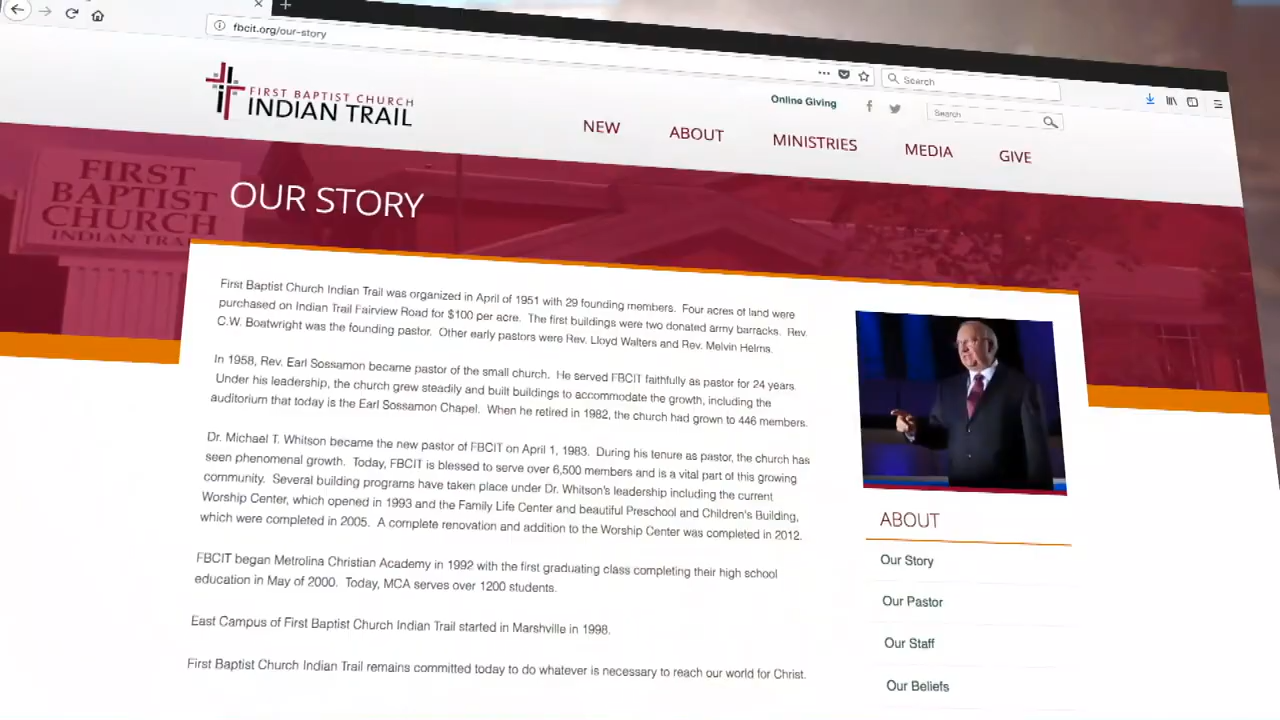 fbcit.org/our-story
Search
FIRST BAPTIST CHURCH
INDIAN TRAIL
Online Giving
Search
NEW ABOUT MINISTRIES MEDIA GIVE
FIRST
BAPTIST
CHURCH
INDIAN TRAIL
OUR STORY
First Baptist Church Indian Trail was organized in April of 1951 with 29 founding members. Four acres of land were
purchased on Indian Trail Fairview Road for $100 per acre. The first buildings were two donated army barracks. Rev.
C.W. Boatwright was the founding pastor. Other early pastors were Rev. Lloyd Walters and Rev. Melvin Helms.
In 1958, Rev. Earl Sossamon became pastor of the small church. He served FBCIT faithfully as pastor for 24 years.
Under his leadership, the church grew steadily and built buildings to accommodate the growth, including the
auditorium that today is the Earl Sossamon Chapel. When he retired in 1982, the church had grown to 446 members.
Dr. Michael T. Whitson became the new pastor of FBCIT on April 1, 1983. During his tenure as pastor, the church has
seen phenomenal growth. Today, FBCIT is blessed to serve over 6,500 members and is a vital part of this growing
community. Several building programs have taken place under Dr. Whitson's leadership including the current
Worship Center, which opened in 1993 and the Family Life Center and beautiful Preschool and Children's Building,
which were completed in 2005. A complete renovation and addition to the Worship Center was completed in 2012.
FBCIT began Metrolina Christian Academy in 1992 with the first graduating class completing their high school
education in May of 2000. Today, MCA serves over 1200 students.
East Campus of First Baptist Church Indian Trail started in Marshville in 1998.
First Baptist Church Indian Trail remains committed today to do whatever is necessary to reach our world for Christ.
ABOUT
Our Story
Our Pastor
Our Staff
Our Beliefs